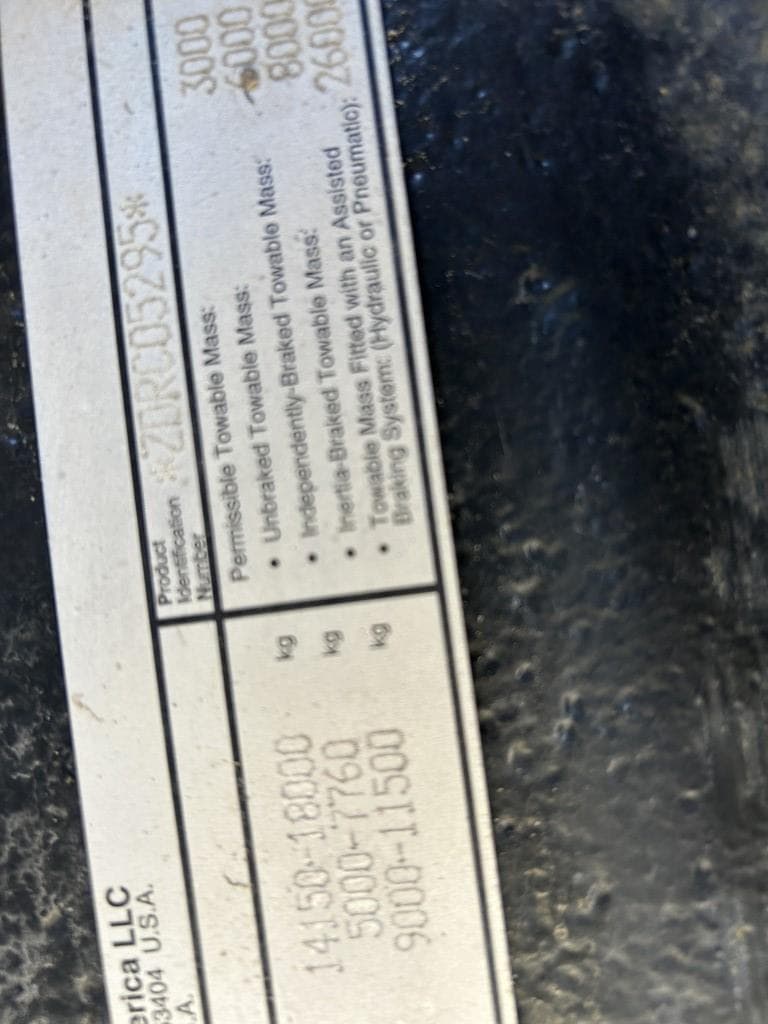 erica LLC
53404 U.S.A.
.A.
Product
Identification
Number
*ZDRC05295*
14150-18000 kg
5000-7760 kg
9000-11500 kg
Permissible Towable Mass:
• Unbraked Towable Mass: 3000
• Independently-Braked Towable Mass: 6000
• Inertia-Braked Towable Mass: 8000
• Towable Mass Fitted with an Assisted
Braking System: (Hydraulic or Pneumatic): 2600